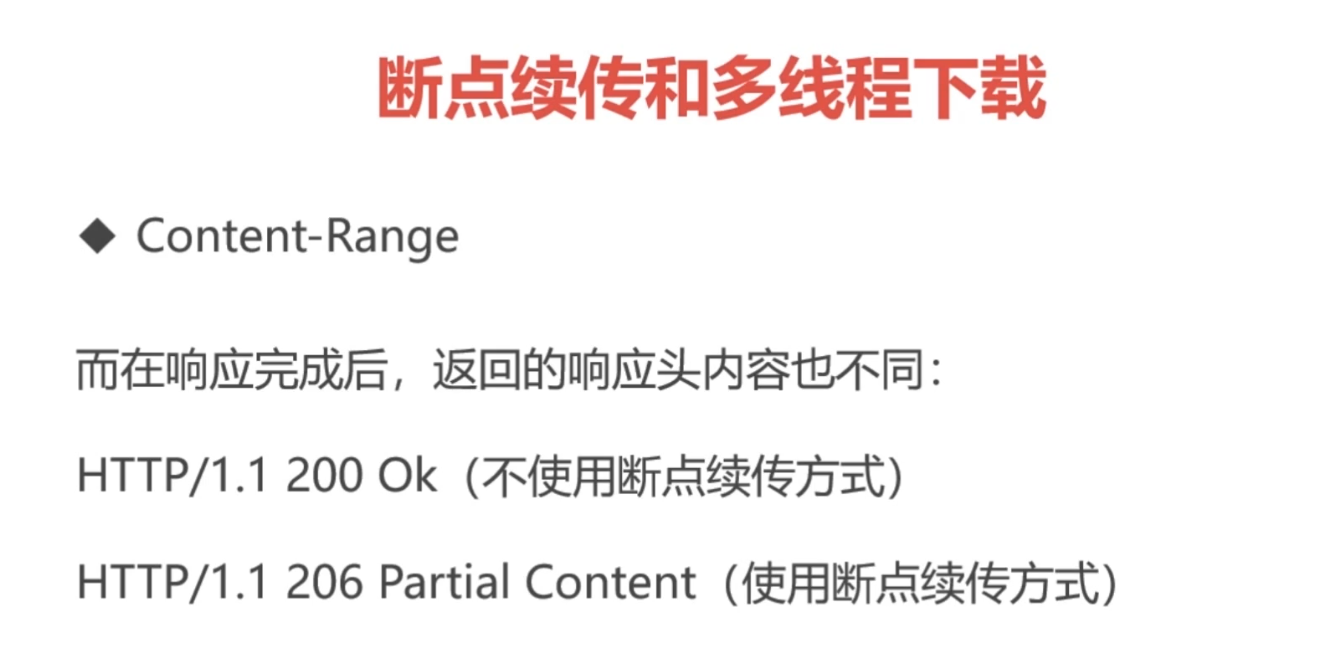 断点续传和多线程下载
◆ Content-Range
而在响应完成后，返回的响应头内容也不同：
HTTP/1.1 200 Ok（不使用断点续传方式）
HTTP/1.1 206 Partial Content（使用断点续传方式）